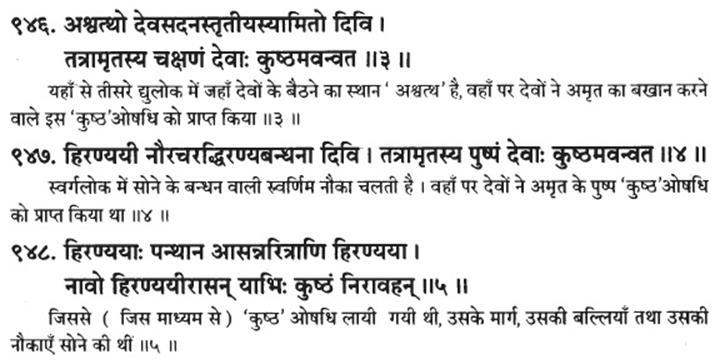 ९४६. अश्वत्थो देवसदनस्तृतीयस्यामितो दिवि ।
तत्रामृतस्य चक्षणं देवाः कुष्ठमवन्वत ॥३ ॥
यहाँ से तीसरे द्युलोक में जहाँ देवों के बैठने का स्थान ' अश्वत्थ' है, वहाँ पर देवों ने अमृत का बखान करने
वाले इस 'कुष्ठ'ओषधि को प्राप्त किया ॥३ ॥
९४७. हिरण्ययी नौरचरद्धिरण्यबन्धना दिवि । तत्रामृतस्य पुष्पं देवाः कुष्ठमवन्वत ॥४ ॥
स्वर्गलोक में सोने के बन्धन वाली स्वर्णिम नौका चलती है । वहाँ पर देवों ने अमृत के पुष्प 'कुष्ठ'ओषधि
को प्राप्त किया था ॥४ ॥
९४८. हिरण्ययाः पन्थान आसन्नरित्राणि हिरण्यया ।
नावो हिरण्ययीरासन् याभिः कुष्ठं निरावहन् ॥५ ॥
जिससे ( जिस माध्यम से ) 'कुष्ठ' ओषधि लायी गयी थी, उसके मार्ग, उसकी बल्लियाँ तथा उसकी
नौकाएँ सोने की थीं ॥५ ॥